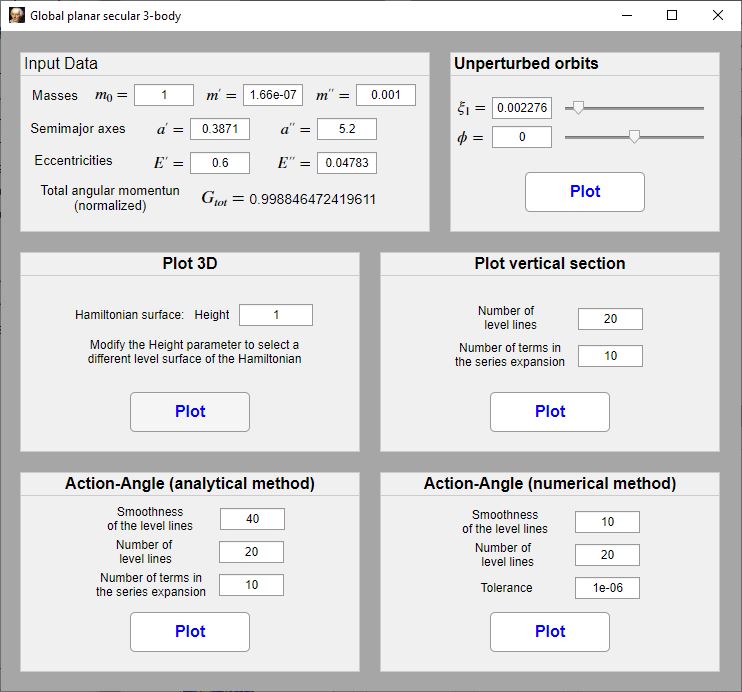 Global planar secular 3-body
Input Data
Masses m₀ = 1 m′ = 1.66e-07 m″ = 0.001
Semimajor axes a′ = 0.3871 a″ = 5.2
Eccentricities E′ = 0.6 E″ = 0.04783
Total angular momentun
(normalized)
G_tot = 0.998846472419611
Unperturbed orbits
ξ₁ = 0.002276
ϕ = 0
Plot
Plot 3D
Hamiltonian surface: Height 1
Modify the Height parameter to select a
different level surface of the Hamiltonian
Plot
Plot vertical section
Number of
level lines
20
Number of terms in
the series expansion
10
Plot
Action-Angle (analytical method)
Smoothness
of the level lines
40
Number of
level lines
20
Number of terms in
the series expansion
10
Plot
Action-Angle (numerical method)
Smoothness
of the level lines
10
Number of
level lines
20
Tolerance 1e-06
Plot